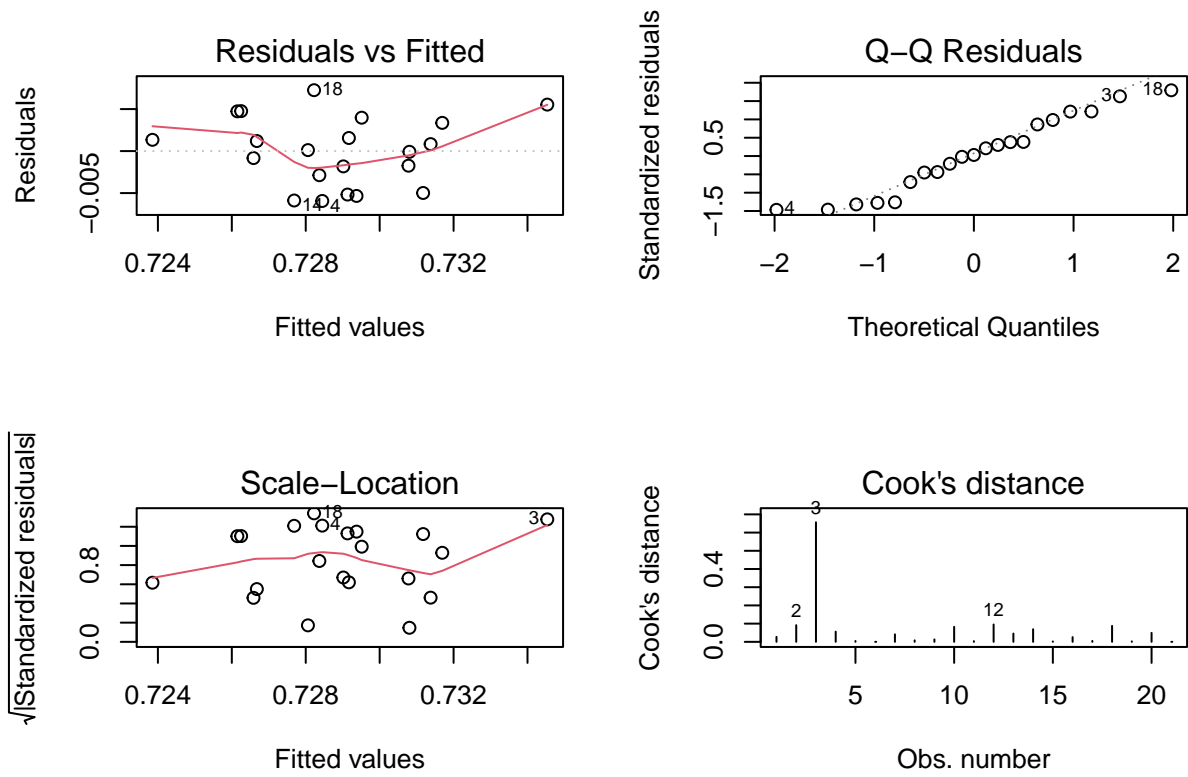 Residuals vs Fitted
Residuals
−0.005
18
14
4
0.724 0.728 0.732
Fitted values
Q−Q Residuals
Standardized residuals
−1.5 0.5
4
3
18
−2 −1 0 1 2
Theoretical Quantiles
Scale−Location
√|Standardized residuals|
0.0 0.8
18
4
3
0.724 0.728 0.732
Fitted values
Cook's distance
Cook's distance
0.0 0.4
3
2
12
5 10 15 20
Obs. number